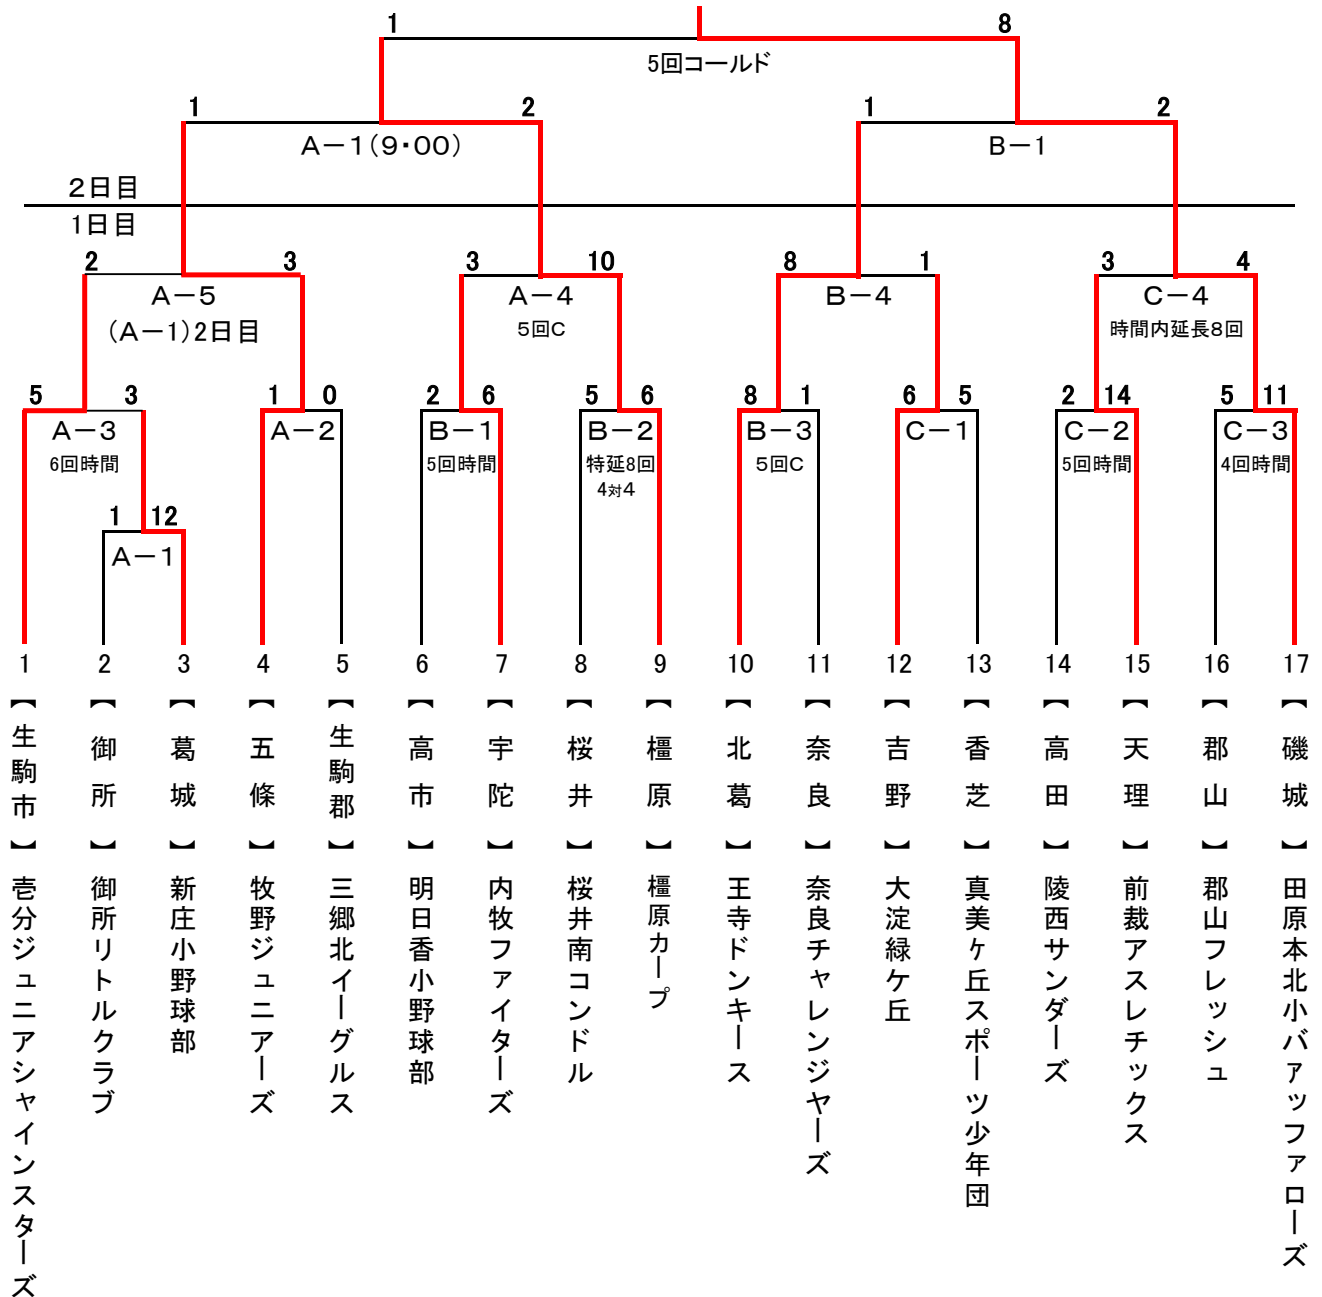 1 8
5回コールド
1 2 1 2
A－1(9・00) B－1
2日目
1日目
2 3 3 10 8 1 3 4
A－5 A－4 B－4 C－4
(A－1)2日目 5回C 時間内延長8回
5 3 1 0 2 6 5 6 8 1 6 5 2 14 5 11
A－3 A－2 B－1 B－2 B－3 C－1 C－2 C－3
6回時間 5回時間 特延8回 5回C 5回時間 4回時間
4対4
1 12
A－1
1 2 3 4 5 6 7 8 9 10 11 12 13 14 15 16 17
【生駒市】壱分ジュニアシャインスターズ
【御所】御所リトルクラブ
【葛城】新庄小野球部
【五條】牧野ジュニアーズ
【生駒郡】三郷北イーグルス
【高市】明日香小野球部
【宇陀】内牧ファイターズ
【桜井】桜井南コンドル
【橿原】橿原カープ
【北葛】王寺ドンキース
【奈良】奈良チャレンジヤーズ
【吉野】大淀緑ケ丘
【香芝】真美ヶ丘スポーツ少年団
【高田】陵西サンダーズ
【天理】前裁アスレチックス
【郡山】郡山フレッシュ
【磯城】田原本北小バァッファローズ